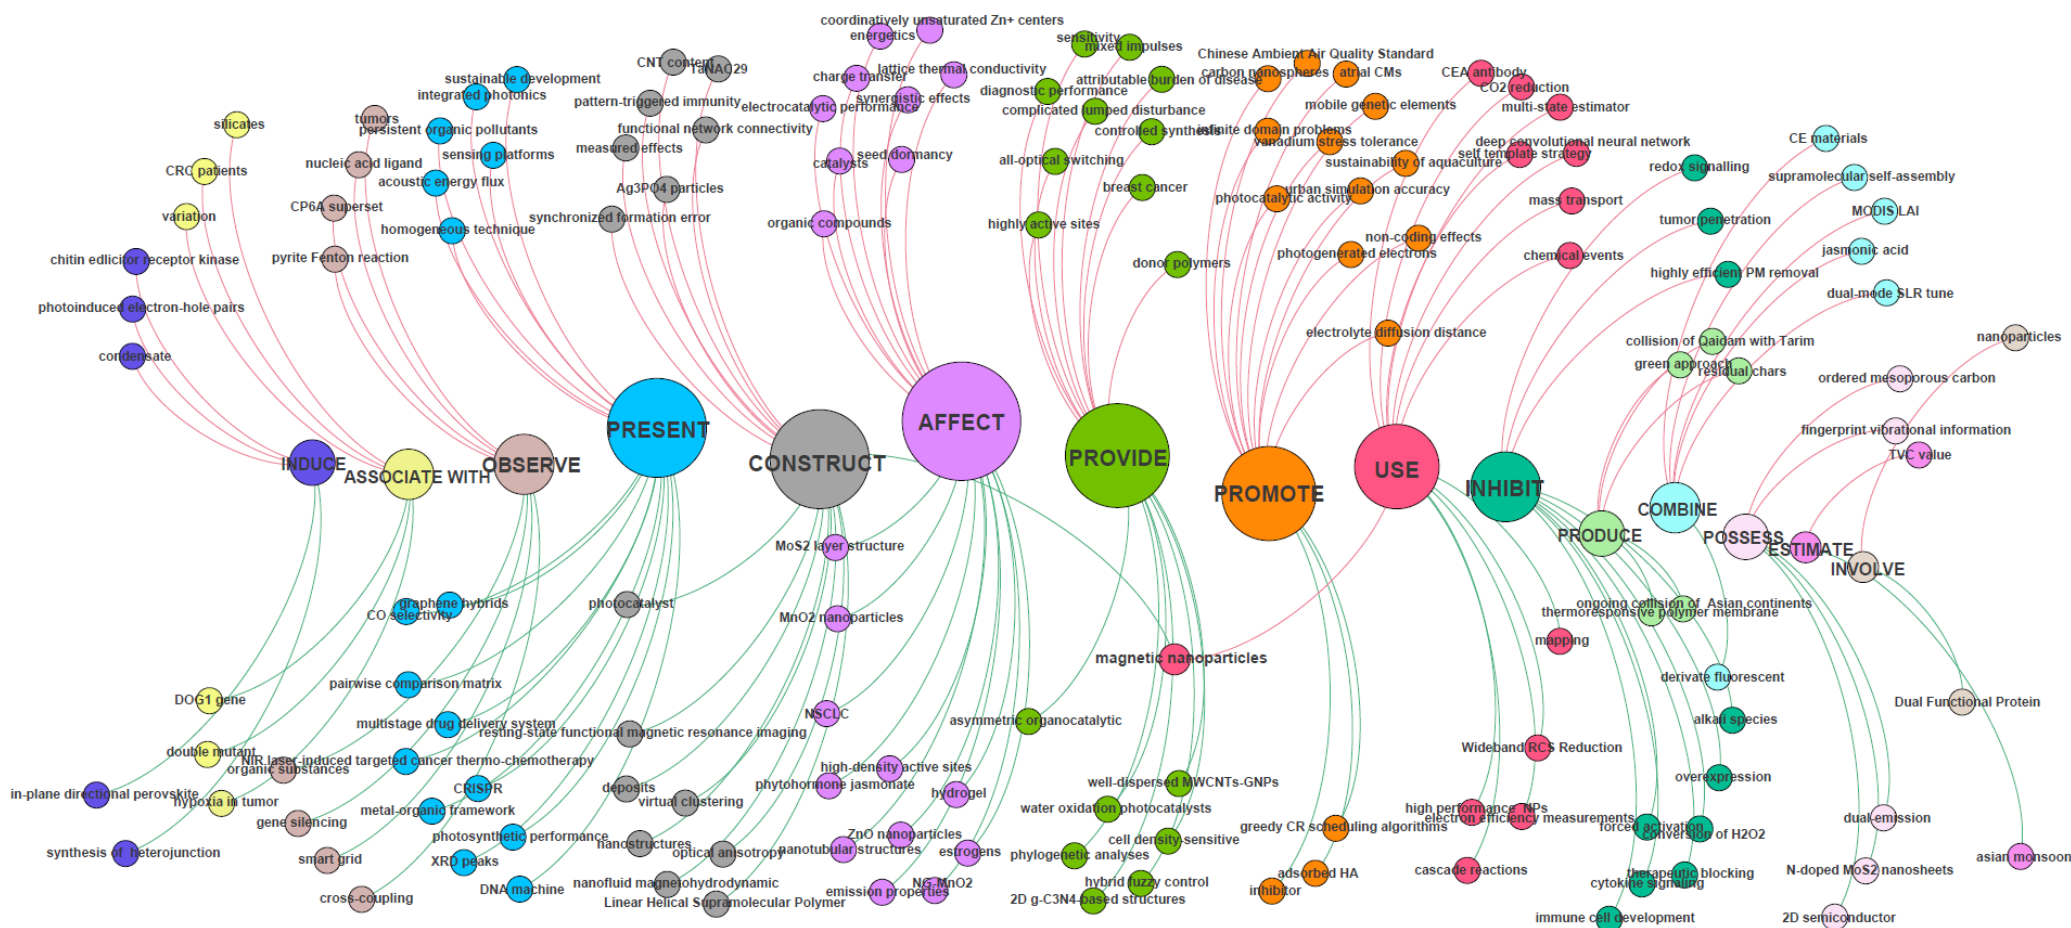 coordinatively unsaturated Zn+ centers
energetics
sensitivity
mixed impulses
Chinese Ambient Air Quality Standard
CNT content
TaNAC29
charge transfer
lattice thermal conductivity
carbon nanospheres
atrial CMs
CEA antibody
sustainable development
integrated photonics
attributable burden of disease
diagnostic performance
CO2 reduction
pattern-triggered immunity
electrocatalytic performance
synergistic effects
complicated lumped disturbance
mobile genetic elements
multi-state estimator
silicates
tumors
persistent organic pollutants
functional network connectivity
controlled synthesis
infinite domain problems
vanadium stress tolerance
deep convolutional neural network
CE materials
measured effects
sensing platforms
self template strategy
nucleic acid ligand
catalysts
seed dormancy
all-optical switching
sustainability of aquaculture
redox signalling
CRC patients
acoustic energy flux
supramolecular self-assembly
Ag3PO4 particles
breast cancer
urban simulation accuracy
photocatalytic activity
mass transport
CP6A superset
MODIS LAI
variation
synchronized formation error
organic compounds
highly active sites
tumor penetration
homogeneous technique
non-coding effects
jasmonic acid
chitin edlicitor receptor kinase
pyrite Fenton reaction
photogenerated electrons
chemical events
donor polymers
highly efficient PM removal
dual-mode SLR tune
photoinduced electron-hole pairs
electrolyte diffusion distance
collision of Qaidam with Tarim
nanoparticles
condensate
green approach
residual chars
ordered mesoporous carbon
AFFECT
PRESENT
fingerprint vibrational information
TVC value
PROVIDE
INDUCE
ASSOCIATE WITH
OBSERVE
CONSTRUCT
USE
INHIBIT
PROMOTE
COMBINE
PRODUCE
POSSESS
ESTIMATE
INVOLVE
MoS2 layer structure
graphene hybrids
CO selectivity
photocatalyst
MnO2 nanoparticles
ongoing collision of Asian continents
thermoresponsive polymer membrane
mapping
magnetic nanoparticles
pairwise comparison matrix
derivate fluorescent
DOG1 gene
Dual Functional Protein
NSCLC
multistage drug delivery system
asymmetric organocatalytic
alkali species
resting-state functional magnetic resonance imaging
double mutant
Wideband RCS Reduction
NIR laser-induced targeted cancer thermo-chemotherapy
organic substances
high-density active sites
overexpression
phytohormone jasmonate
well-dispersed MWCNTs-GNPs
in-plane directional perovskite
CRISPR
deposits
hydrogel
hypoxia in tumor
virtual clustering
metal-organic framework
water oxidation photocatalysts
high performance NPs
electron efficiency measurements
dual-emission
gene silencing
photosynthetic performance
ZnO nanoparticles
greedy CR scheduling algorithms
forced activation
conversion of H2O2
nanostructures
cell density-sensitive
synthesis of heterojunction
optical anisotropy
nanotubular structures
estrogens
phylogenetic analyses
asian monsoon
smart grid
XRD peaks
cascade reactions
N-doped MoS2 nanosheets
adsorbed HA
therapeutic blocking
nanofluid magnetohydrodynamic
DNA machine
emission properties
NG-MnO2
hybrid fuzzy control
cytokine signaling
inhibitor
cross-coupling
Linear Helical Supramolecular Polymer
2D g-C3N4-based structures
immune cell development
2D semiconductor